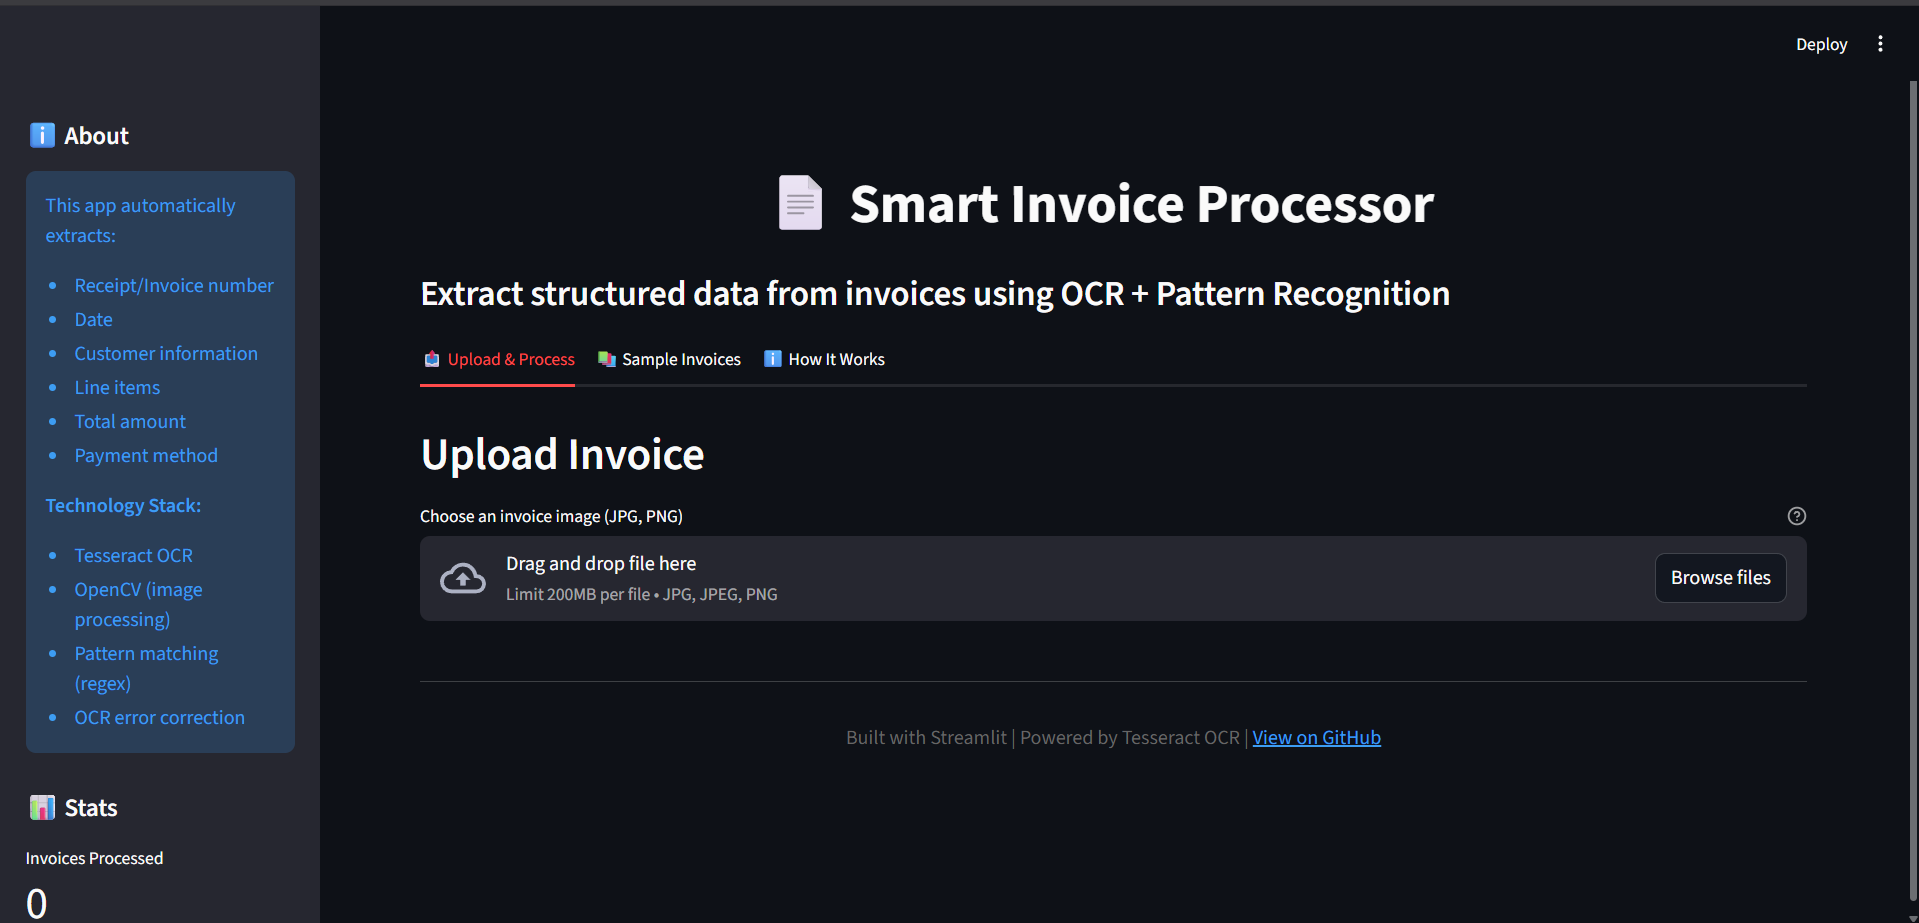 Deploy
About
This app automatically
extracts:
• Receipt/Invoice number
• Date
• Customer information
• Line items
• Total amount
• Payment method
Technology Stack:
• Tesseract OCR
• OpenCV (image
processing)
• Pattern matching
(regex)
• OCR error correction
Stats
Invoices Processed
0
Smart Invoice Processor
Extract structured data from invoices using OCR + Pattern Recognition
Upload & Process Sample Invoices How It Works
Upload Invoice
Choose an invoice image (JPG, PNG)
Drag and drop file here
Limit 200MB per file • JPG, JPEG, PNG
Browse files
Built with Streamlit | Powered by Tesseract OCR | View on GitHub